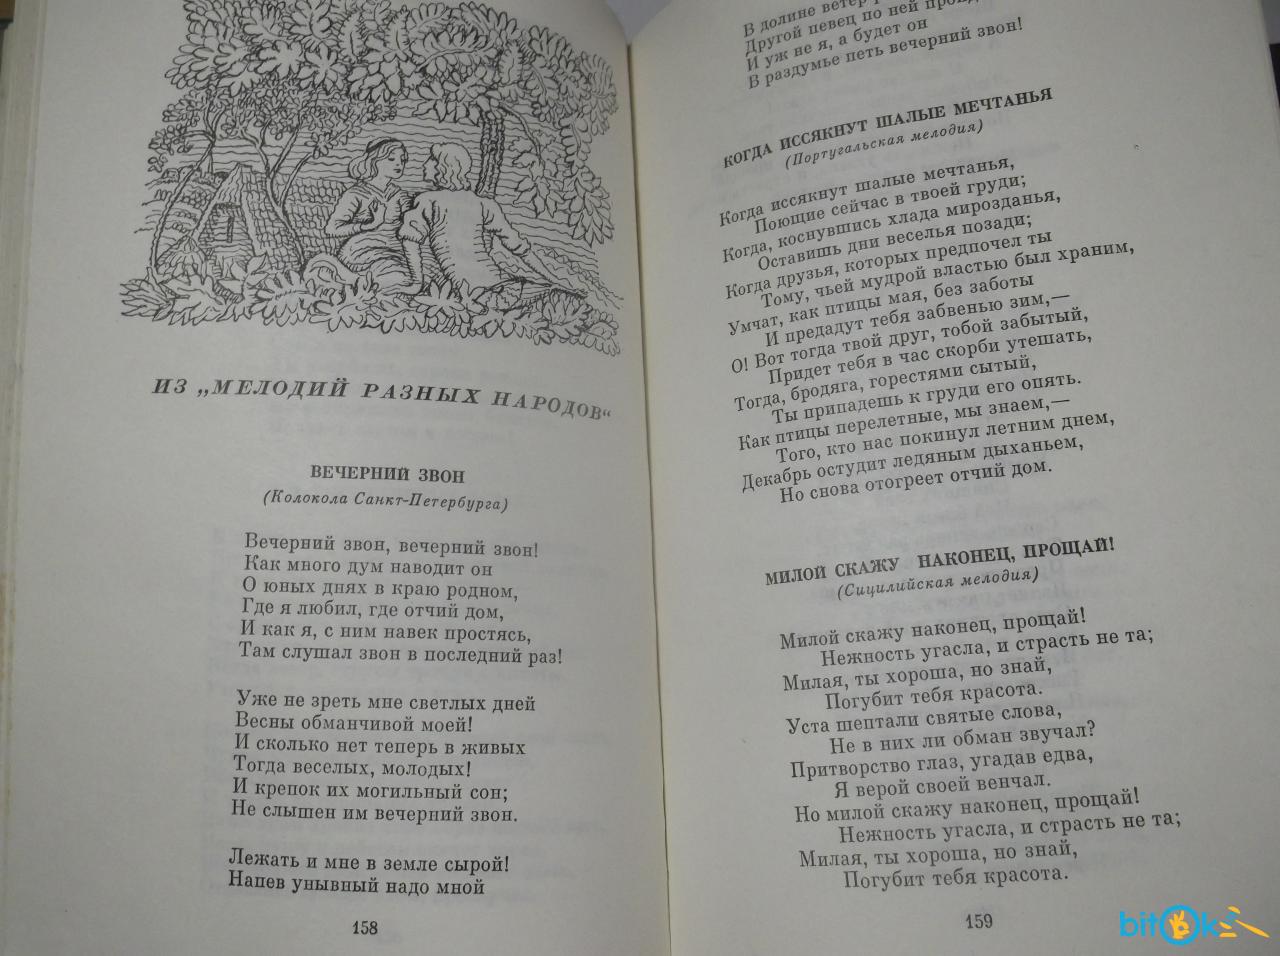 ИЗ „МЕЛОДИЙ РАЗНЫХ НАРОДОВ“
ВЕЧЕРНИЙ ЗВОН
(Колокола Санкт-Петербурга)
Вечерний звон, вечерний звон!
Как много дум наводит он
О юных днях в краю родном,
Где я любил, где отчий дом,
И как я, с ним навек простясь,
Там слушал звон в последний раз!
Уже не зреть мне светлых дней
Весны обманчивой моей!
И сколько нет теперь в живых
Тогда веселых, молодых!
И крепок их могильный сон;
Не слышен им вечерний звон.
Лежать и мне в земле сырой!
Напев унывный надо мной
158
В долине ветер
Другой певец по ней
И уж не я, а будет он
В раздумье петь вечерний звон!
КОГДА ИССЯКНУТ ШАЛЫЕ МЕЧТАНЬЯ
(Португальская мелодия)
Когда иссякнут шалые мечтанья,
Поющие сейчас в твоей груди;
Когда, коснувшись хлада мирозданья,
Оставишь дни веселья позади;
Когда друзья, которых предпочел ты
Тому, чьей мудрой властью был храним,
Умчат, как птицы мая, без заботы
И предадут тебя забвенью зим,—
О! Вот тогда твой друг, тобой забытый,
Придет тебя в час скорби утешать,
Тогда, бродяга, горестями сытый,
Ты припадешь к груди его опять.
Как птицы перелетные, мы знаем,—
Того, кто нас покинул летним днем,
Декабрь остудит ледяным дыханьем,
Но снова отогреет отчий дом.
МИЛОЙ СКАЖУ НАКОНЕЦ, ПРОЩАЙ!
(Сицилийская мелодия)
Милой скажу наконец, прощай!
Нежность угасла, и страсть не та;
Милая, ты хороша, но знай,
Погубит тебя красота.
Уста шептали святые слова,
Не в них ли обман звучал?
Притворство глаз, угадав едва,
Я верой своей венчал.
Но милой скажу наконец, прощай!
Нежность угасла, и страсть не та;
Милая, ты хороша, но знай,
Погубит тебя красота.
159